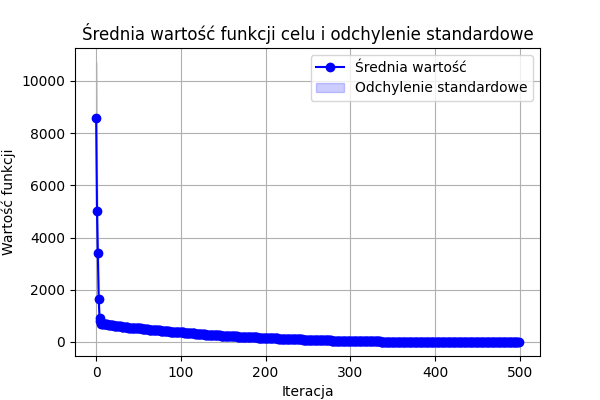 Średnia wartość funkcji celu i odchylenie standardowe
Średnia wartość
Odchylenie standardowe
Wartość funkcji
10000
8000
6000
4000
2000
0
0 100 200 300 400 500
Iteracja